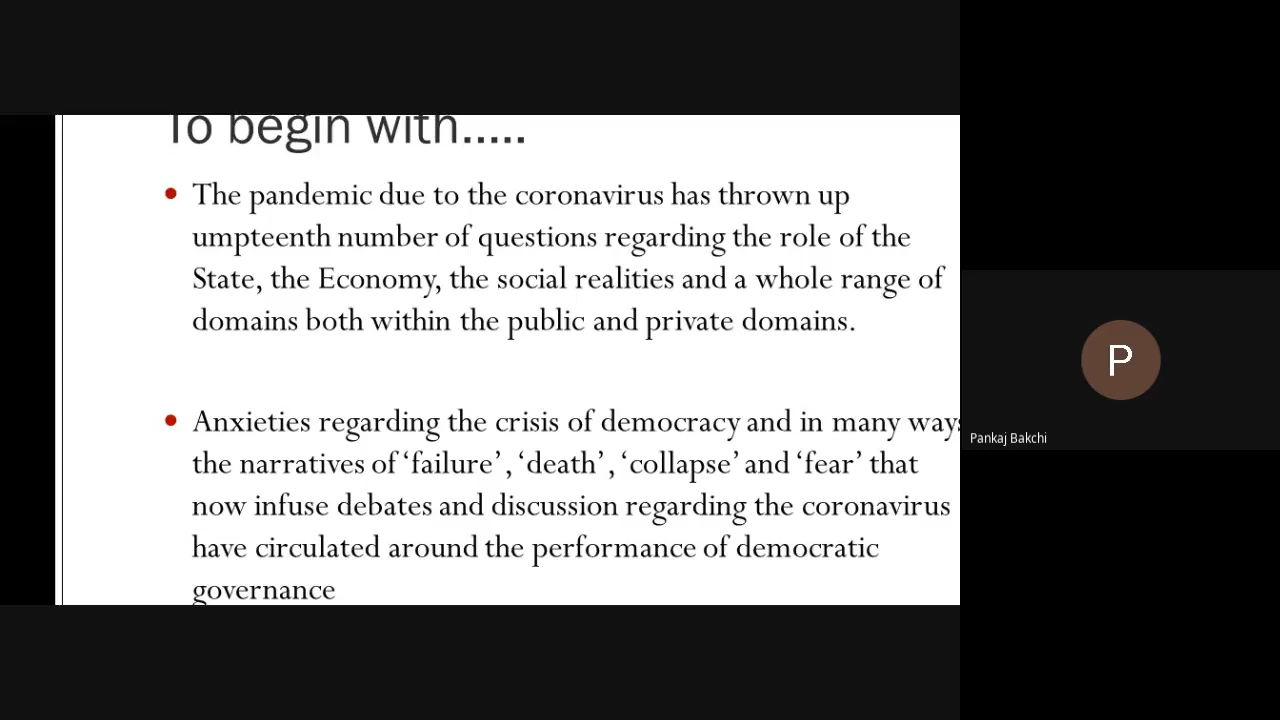 To begin with.....
The pandemic due to the coronavirus has thrown up
umpteenth number of questions regarding the role of the
State, the Economy, the social realities and a whole range of
domains both within the public and private domains.
Anxieties regarding the crisis of democracy and in many ways
the narratives of ‘failure’, ‘death’, ‘collapse’ and ‘fear’ that
now infuse debates and discussion regarding the coronavirus
have circulated around the performance of democratic
governance
P
Pankaj Bakchi